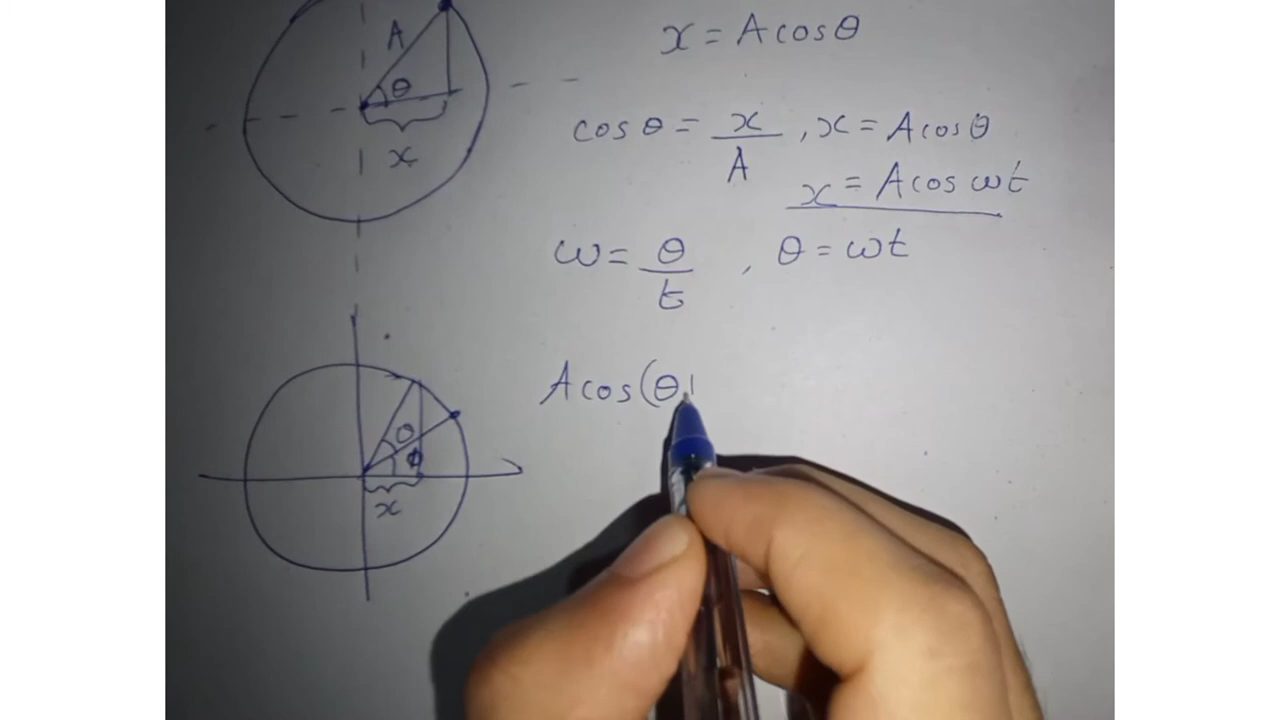 A
θ
x
x = A cos θ
cos θ = x/A , x = A cos θ
x = A cos ωt
ω = θ/t , θ = ωt
A cos(θ
θ
ϕ
x